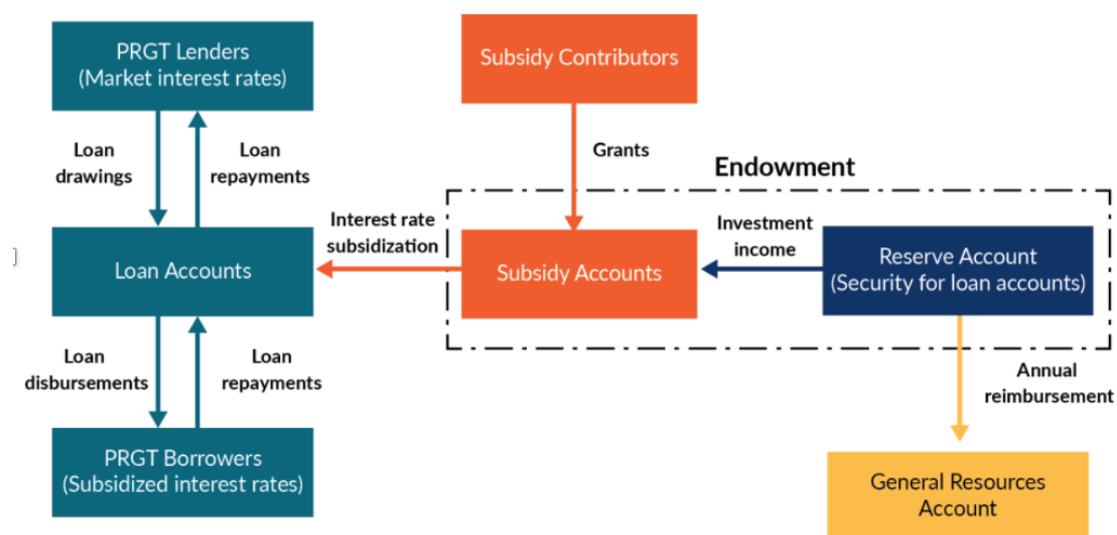 PRGT Lenders
(Market interest rates)
Subsidy Contributors
Loan
drawings
Loan
repayments
Grants
Endowment
Interest rate
subsidization
Investment
income
Loan Accounts
Subsidy Accounts
Reserve Account
(Security for loan accounts)
Loan
disbursements
Loan
repayments
Annual
reimbursement
PRGT Borrowers
(Subsidized interest rates)
General Resources
Account